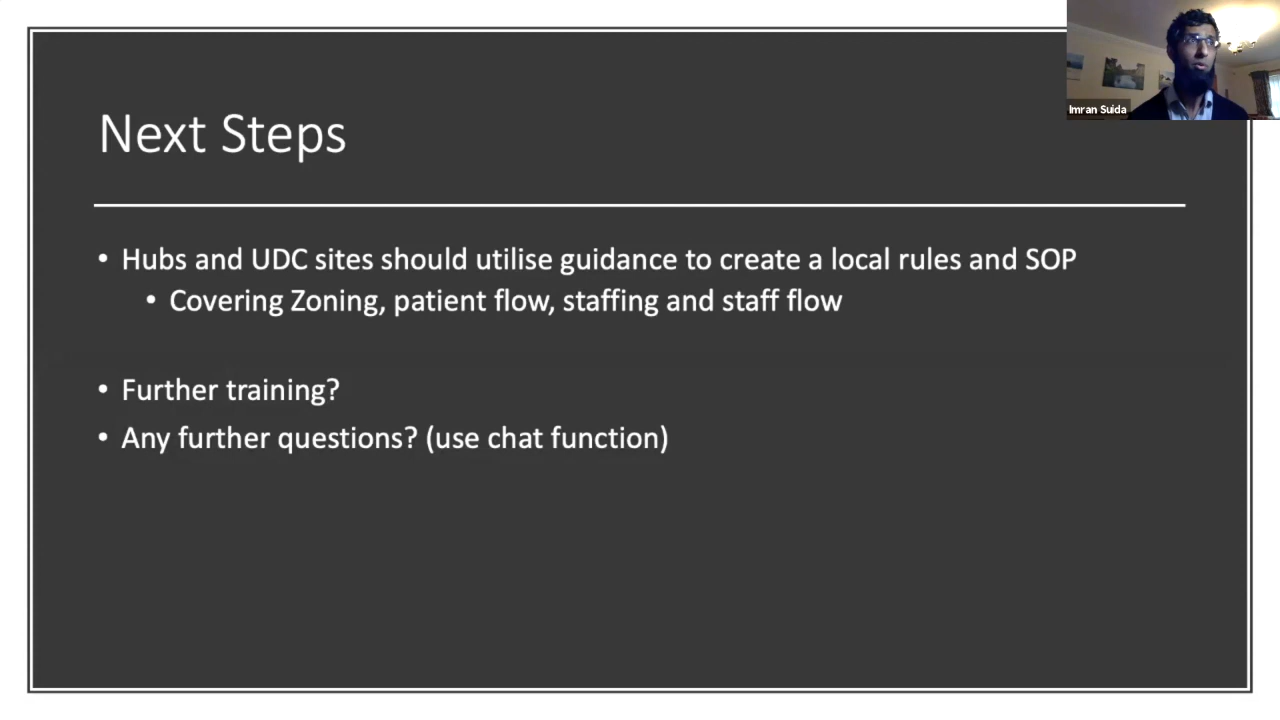 Imran Suida
Next Steps
• Hubs and UDC sites should utilise guidance to create a local rules and SOP
• Covering Zoning, patient flow, staffing and staff flow
• Further training?
• Any further questions? (use chat function)